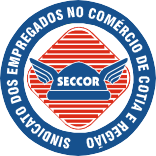 SINDICATO DOS EMPREGADOS NO COMÉRCIO DE COTIA E REGIÃO
SECCOR